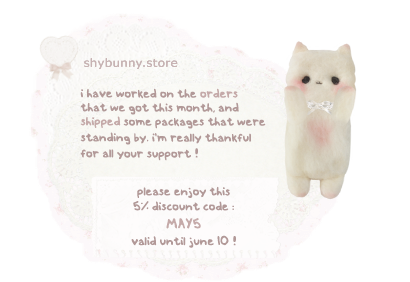 shybunny.store
i have worked on the orders
that we got this month, and
shipped some packages that were
standing by. i'm really thankful
for all your support !
please enjoy this
5% discount code :
MAY5
valid until june 10 !